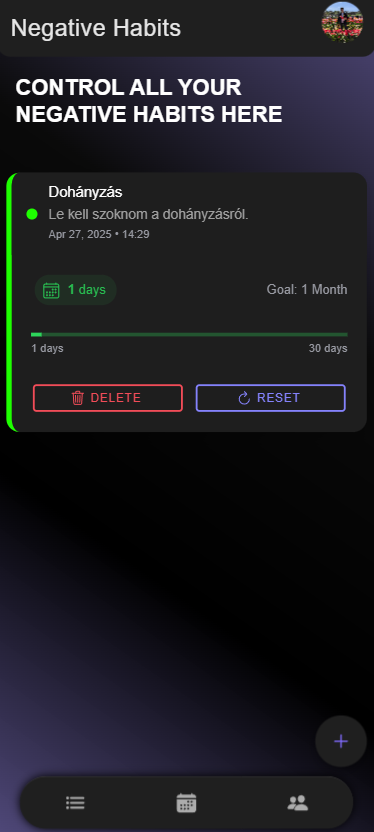 Negative Habits
CONTROL ALL YOUR
NEGATIVE HABITS HERE
Dohányzás
Le kell szoknom a dohányzásról.
Apr 27, 2025 • 14:29
1 days
Goal: 1 Month
1 days
30 days
DELETE
RESET